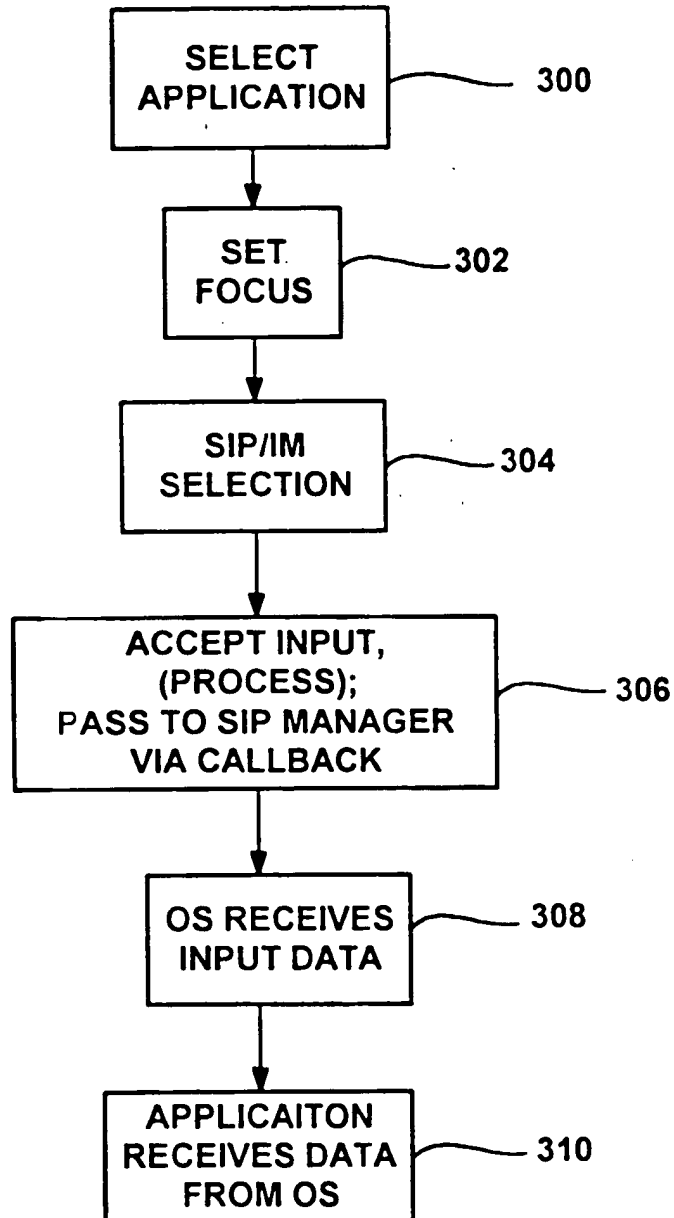 SELECT
APPLICATION
300
SET
FOCUS
302
SIP/IM
SELECTION
304
ACCEPT INPUT,
(PROCESS);
PASS TO SIP MANAGER
VIA CALLBACK
306
OS RECEIVES
INPUT DATA
308
APPLICAITON
RECEIVES DATA
FROM OS
310